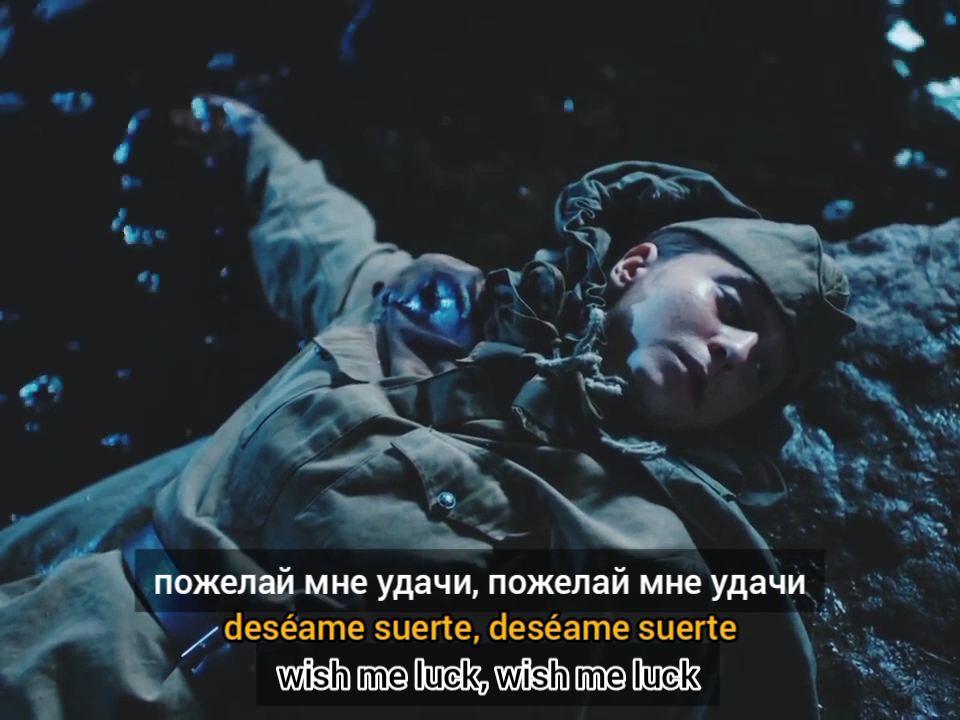 пожелай мне удачи, пожелай мне удачи
deséame suerte, deséame suerte
wish me luck, wish me luck